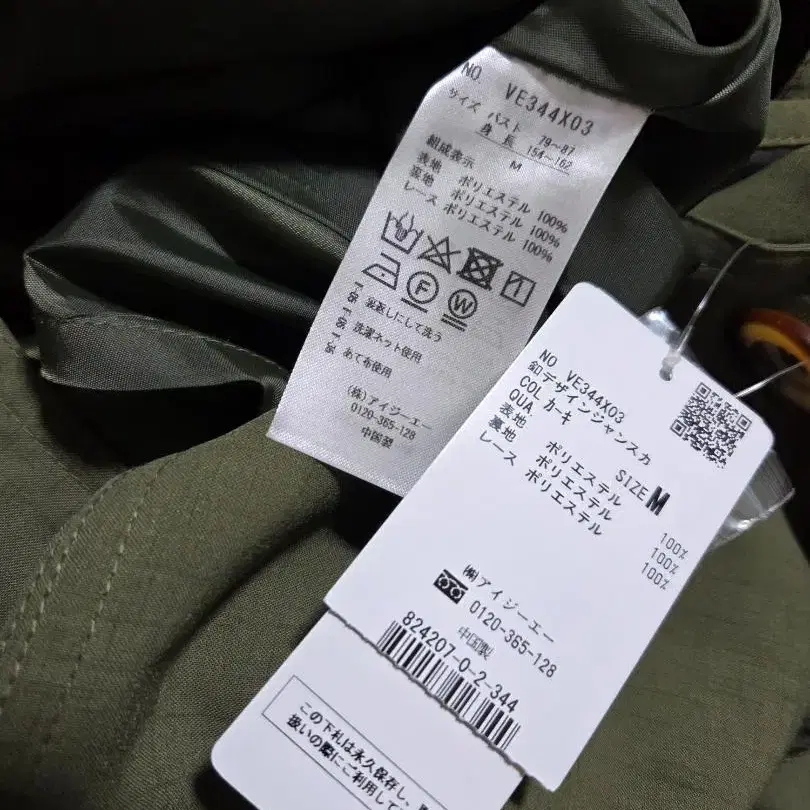 NO. VE344X03
サイズ バスト 79~87
身長 154~162
M
組成表示
表地 ポリエステル 100%
裏地 ポリエステル 100%
レース ポリエステル 100%
裏返しにして洗う
洗濯ネット使用
あて布使用
(株)アイジーエー
0120-365-128
中国製
NO VE344X03
釦デザインジャンスカ
COL カーキ
QUA SIZE M
表地 ポリエステル 100%
裏地 ポリエステル 100%
レース ポリエステル 100%
㈱アイジーエー
0120-365-128
中国製
824207-0-2-344
この下札は永久保存し、
扱いの際にご利用して